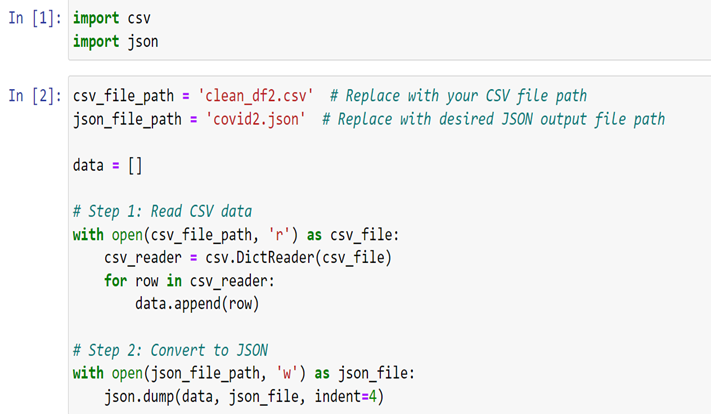 In [1]: import csv
import json
In [2]: csv_file_path = 'clean_df2.csv'  # Replace with your CSV file path
json_file_path = 'covid2.json'  # Replace with desired JSON output file path

data = []

# Step 1: Read CSV data
with open(csv_file_path, 'r') as csv_file:
    csv_reader = csv.DictReader(csv_file)
    for row in csv_reader:
        data.append(row)

# Step 2: Convert to JSON
with open(json_file_path, 'w') as json_file:
    json.dump(data, json_file, indent=4)